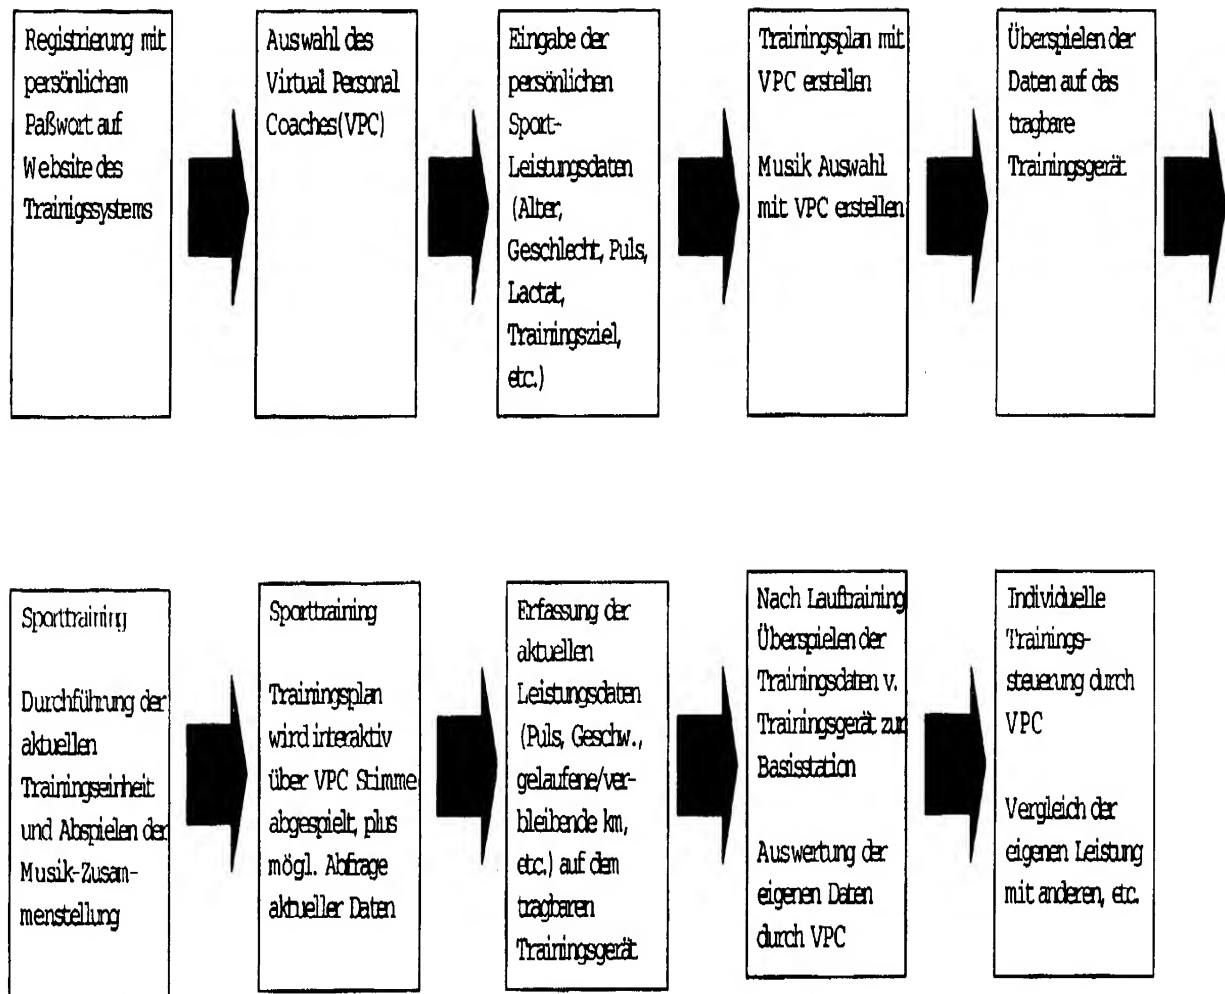 Registrierung mit
persönlichem
Paßwort auf
Website des
Trainigssystems
Auswahl des
Virtual Personal
Coaches(VPC)
Eingabe der
persönlichen
Sport-
Leistungsdaten
(Alter,
Geschlecht, Puls,
Lactat,
Trainingsziel,
etc.)
Trainingsplan mit
VPC erstellen
Musik Auswahl
mit VPC erstellen
Überspielen der
Daten auf das
tragbare
Trainingsgerät
Sporttraining
Durchführung der
aktuellen
Trainingseinheit
und Abspielen der
Musik-Zusam-
menstellung
Sporttraining
Trainingsplan
wird interaktiv
über VPC Stimme
abgespielt, plus
mögl. Abfrage
aktueller Daten
Erfassung der
aktuellen
Leistungsdaten
(Puls, Geschw.,
gelaufene/ver-
bleibende km,
etc.) auf dem
tragbaren
Trainingsgerät
Nach Lauftraining
Überspielen der
Trainingsdaten v.
Trainingsgerät zur
Basisstation
Auswertung der
eigenen Daten
durch VPC
Individuelle
Trainings-
steuerung durch
VPC
Vergleich der
eigenen Leistung
mit anderen, etc.